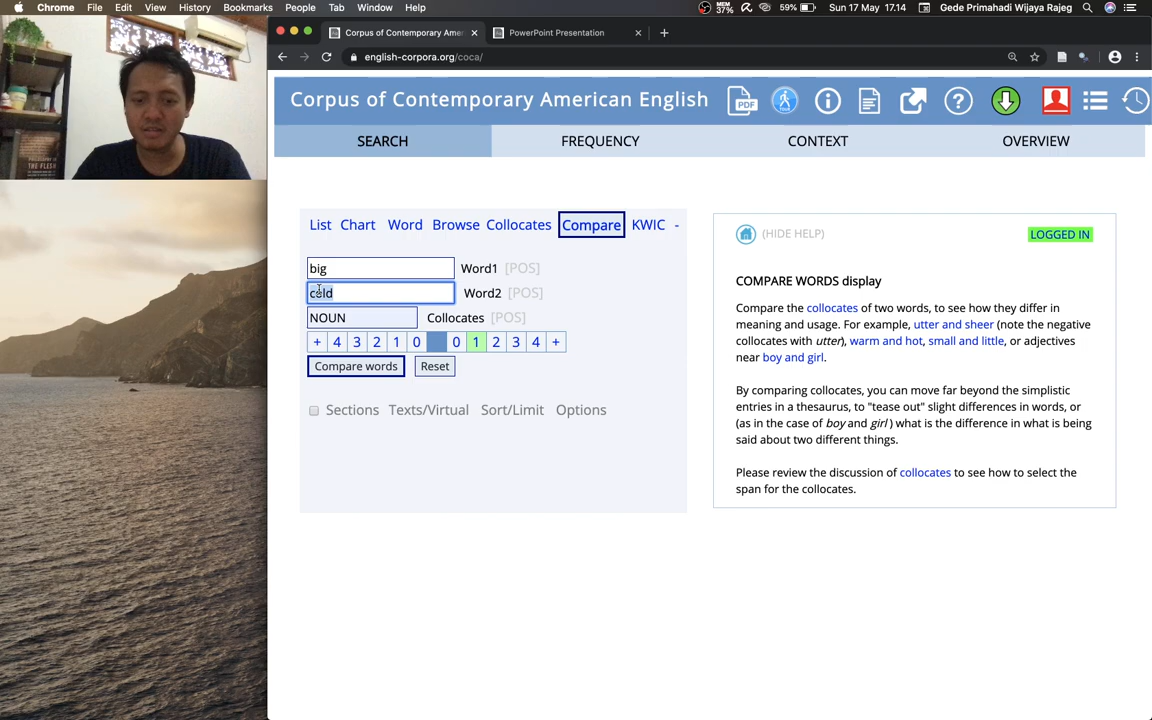 Chrome File Edit View History Bookmarks People Tab Window Help MEM 37% 59% Sun 17 May 17.14 Gede Primahadi Wijaya Rajeg
Corpus of Contemporary Amer PowerPoint Presentation
english-corpora.org/coca/
Corpus of Contemporary American English PDF
SEARCH FREQUENCY CONTEXT OVERVIEW
List Chart Word Browse Collocates Compare KWIC -
(HIDE HELP) LOGGED IN
big Word1 [POS]
cold Word2 [POS]
NOUN Collocates [POS]
+ 4 3 2 1 0 0 1 2 3 4 +
Compare words Reset
Sections Texts/Virtual Sort/Limit Options
COMPARE WORDS display
Compare the collocates of two words, to see how they differ in
meaning and usage. For example, utter and sheer (note the negative
collocates with utter), warm and hot, small and little, or adjectives
near boy and girl.
By comparing collocates, you can move far beyond the simplistic
entries in a thesaurus, to "tease out" slight differences in words, or
(as in the case of boy and girl ) what is the difference in what is being
said about two different things.
Please review the discussion of collocates to see how to select the
span for the collocates.